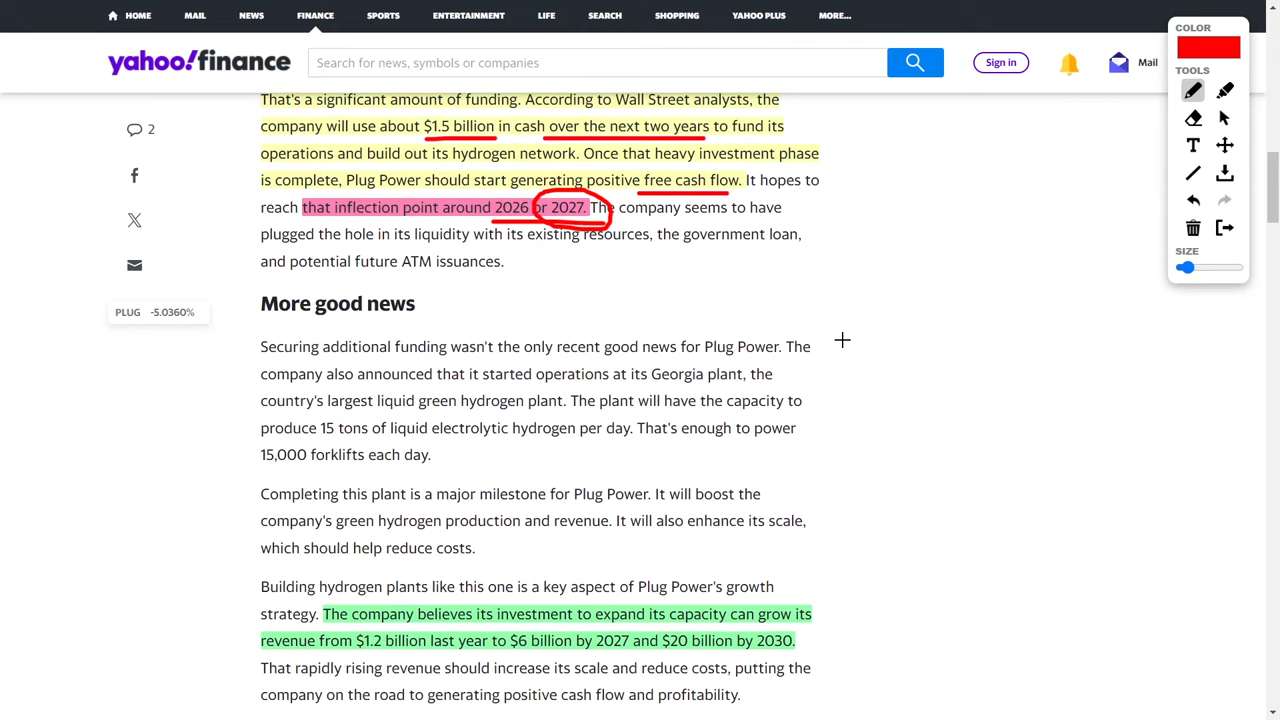 HOME MAIL NEWS FINANCE SPORTS ENTERTAINMENT LIFE SEARCH SHOPPING YAHOO PLUS MORE...
yahoo!finance
Search for news, symbols or companies
Sign in
Mail
COLOR
TOOLS
T
SIZE
2
PLUG -5.0360%
That's a significant amount of funding. According to Wall Street analysts, the
company will use about $1.5 billion in cash over the next two years to fund its
operations and build out its hydrogen network. Once that heavy investment phase
is complete, Plug Power should start generating positive free cash flow. It hopes to
reach that inflection point around 2026 or 2027. The company seems to have
plugged the hole in its liquidity with its existing resources, the government loan,
and potential future ATM issuances.
More good news
Securing additional funding wasn't the only recent good news for Plug Power. The
company also announced that it started operations at its Georgia plant, the
country's largest liquid green hydrogen plant. The plant will have the capacity to
produce 15 tons of liquid electrolytic hydrogen per day. That's enough to power
15,000 forklifts each day.
Completing this plant is a major milestone for Plug Power. It will boost the
company's green hydrogen production and revenue. It will also enhance its scale,
which should help reduce costs.
Building hydrogen plants like this one is a key aspect of Plug Power's growth
strategy. The company believes its investment to expand its capacity can grow its
revenue from $1.2 billion last year to $6 billion by 2027 and $20 billion by 2030.
That rapidly rising revenue should increase its scale and reduce costs, putting the
company on the road to generating positive cash flow and profitability.